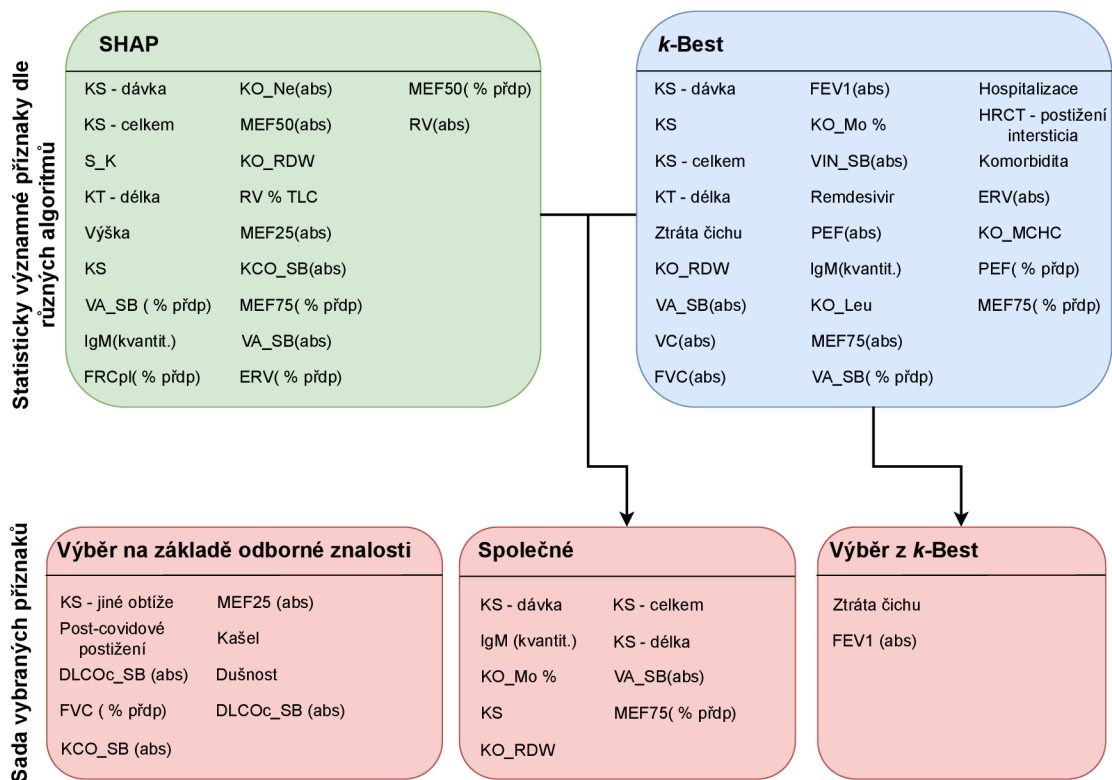 Statisticky významné příznaky dle
různých algoritmů
SHAP
KS - dávka
KS - celkem
S_K
KT - délka
Výška
KS
VA_SB ( % přdp)
IgM(kvantit.)
FRCpl( % přdp)
KO_Ne(abs)
MEF50(abs)
KO_RDW
RV % TLC
MEF25(abs)
KCO_SB(abs)
MEF75( % přdp)
VA_SB(abs)
ERV( % přdp)
MEF50( % přdp)
RV(abs)
k-Best
KS - dávka
KS
KS - celkem
KT - délka
Ztráta čichu
KO_RDW
VA_SB(abs)
VC(abs)
FVC(abs)
FEV1(abs)
KO_Mo %
VIN_SB(abs)
Remdesivir
PEF(abs)
IgM(kvantit.)
KO_Leu
MEF75(abs)
VA_SB( % přdp)
Hospitalizace
HRCT - postižení
intersticia
Komorbidita
ERV(abs)
KO_MCHC
PEF( % přdp)
MEF75( % přdp)
Sada vybraných příznaků
Výběr na základě odborné znalosti
KS - jiné obtíže
Post-covidové
postižení
DLCOc_SB (abs)
FVC ( % přdp)
KCO_SB (abs)
MEF25 (abs)
Kašel
Dušnost
DLCOc_SB (abs)
Společné
KS - dávka
IgM (kvantit.)
KO_Mo %
KS
KO_RDW
KS - celkem
KS - délka
VA_SB(abs)
MEF75( % přdp)
Výběr z k-Best
Ztráta čichu
FEV1 (abs)